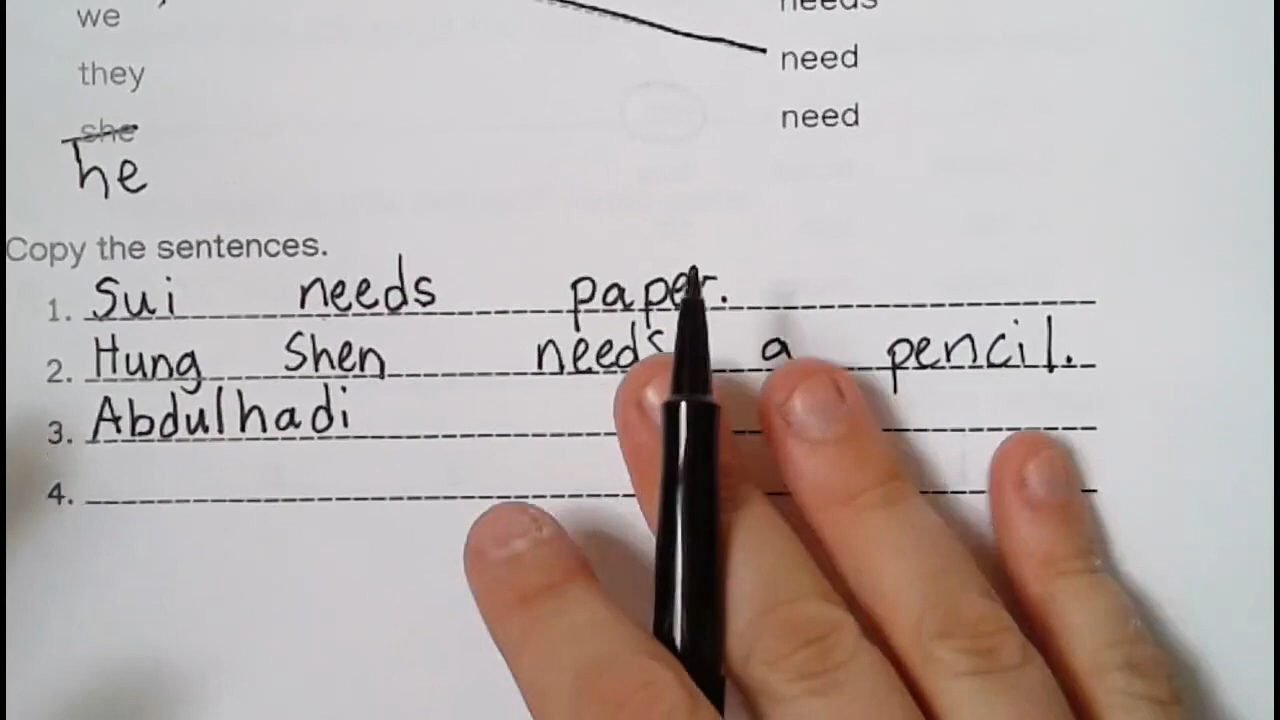 we needs
they need
she need
he
Copy the sentences.
1. Sui needs paper.
2. Hung Shen needs a pencil.
3. Abdulhadi
4.